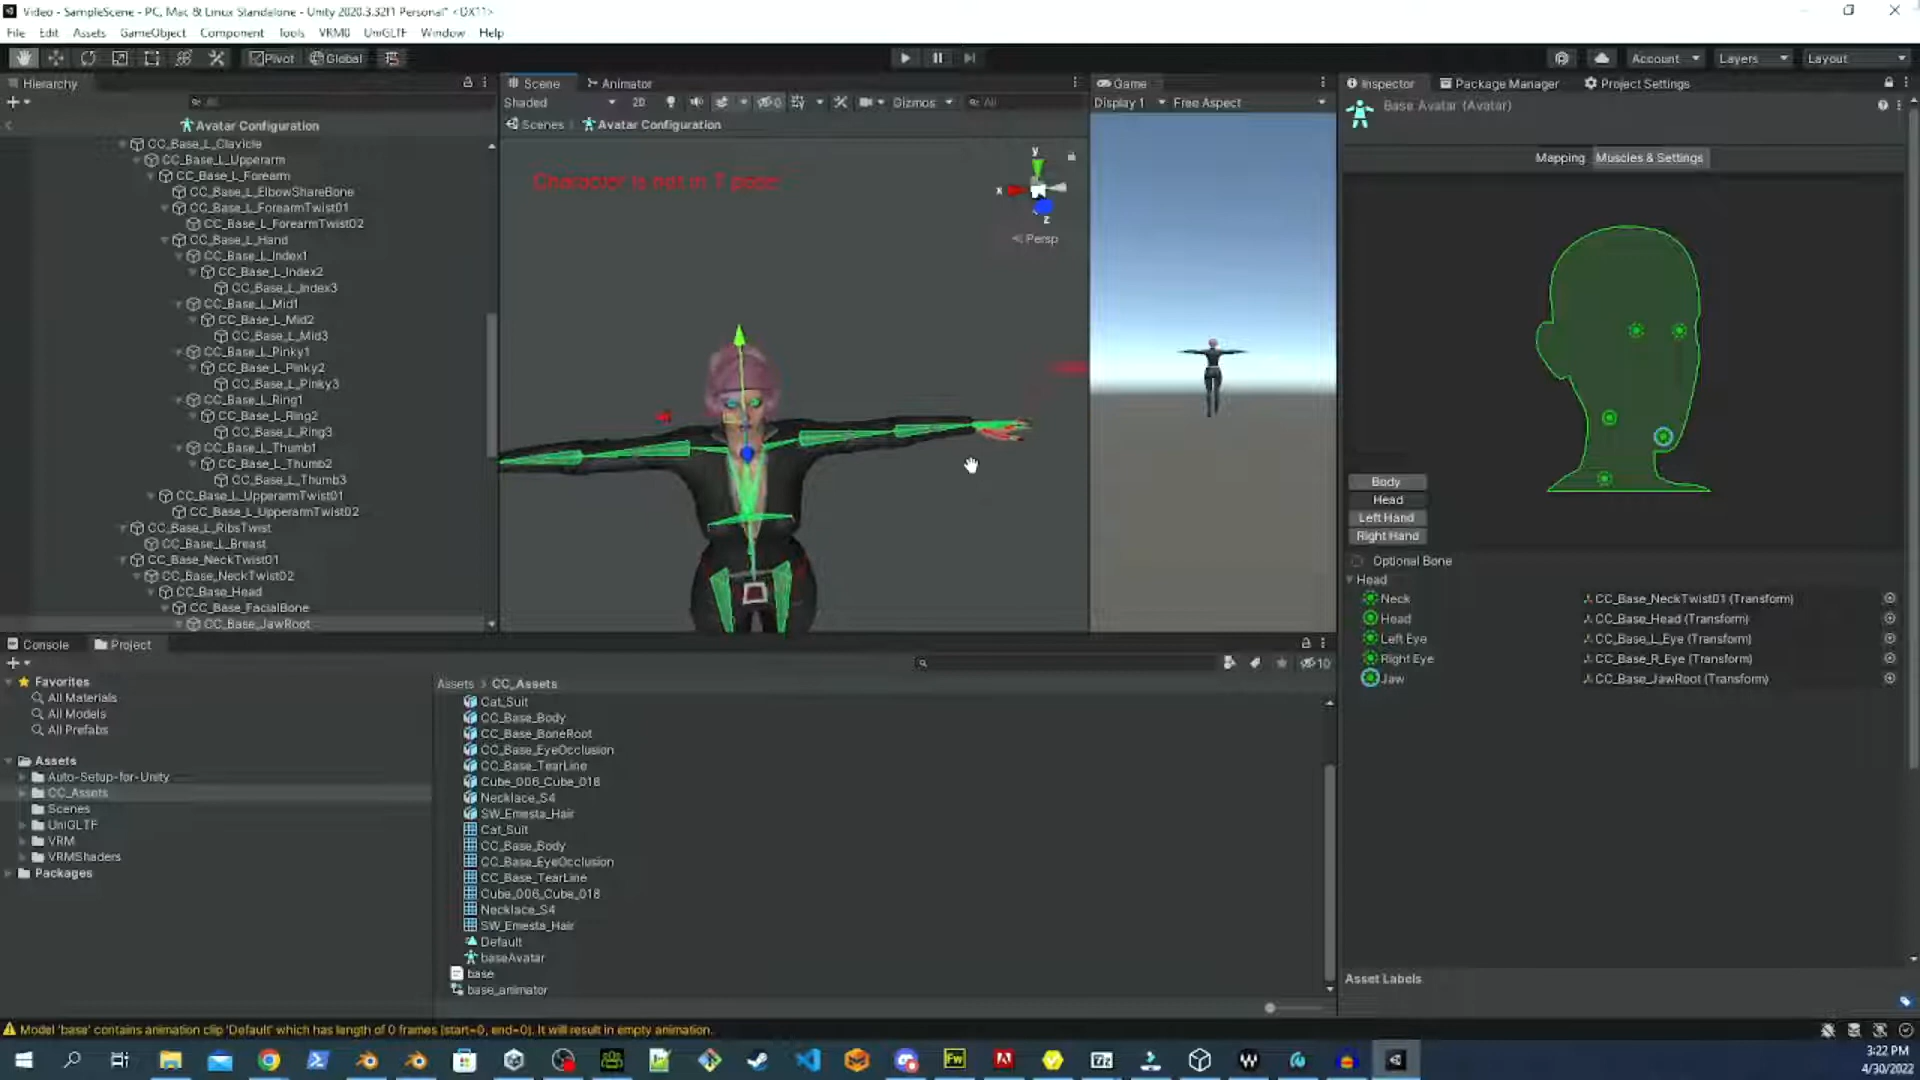 Video - SampleScene - PC, Mac & Linux Standalone - Unity 2020.3.32f1 Personal* <DX11>
File Edit Assets GameObject Component Tools VRM0 UniGLTF Window Help
Pivot Global Account Layers Layout
Hierarchy
All
Avatar Configuration
CC_Base_L_Clavicle
CC_Base_L_Upperarm
CC_Base_L_Forearm
CC_Base_L_ElbowShareBone
CC_Base_L_ForearmTwist01
CC_Base_L_ForearmTwist02
CC_Base_L_Hand
CC_Base_L_Index1
CC_Base_L_Index2
CC_Base_L_Index3
CC_Base_L_Mid1
CC_Base_L_Mid2
CC_Base_L_Mid3
CC_Base_L_Pinky1
CC_Base_L_Pinky2
CC_Base_L_Pinky3
CC_Base_L_Ring1
CC_Base_L_Ring2
CC_Base_L_Ring3
CC_Base_L_Thumb1
CC_Base_L_Thumb2
CC_Base_L_Thumb3
CC_Base_L_UpperarmTwist01
CC_Base_L_UpperarmTwist02
CC_Base_L_RibsTwist
CC_Base_L_Breast
CC_Base_NeckTwist01
CC_Base_NeckTwist02
CC_Base_Head
CC_Base_FacialBone
CC_Base_JawRoot
Scene Animator
Shaded 2D 0 Gizmos All
Scenes Avatar Configuration
Character is not in T pose
y
x
z
Persp
Game
Display 1 Free Aspect
Inspector Package Manager Project Settings
Base Avatar (Avatar)
Mapping Muscles & Settings
Body
Head
Left Hand
Right Hand
Optional Bone
Head
Neck CC_Base_NeckTwist01 (Transform)
Head CC_Base_Head (Transform)
Left Eye CC_Base_L_Eye (Transform)
Right Eye CC_Base_R_Eye (Transform)
Jaw CC_Base_JawRoot (Transform)
Asset Labels
Console Project
10
Favorites
All Materials
All Models
All Prefabs
Assets
Auto-Setup-for-Unity
CC_Assets
Scenes
UniGLTF
VRM
VRMShaders
Packages
Assets > CC_Assets
Cat_Suit
CC_Base_Body
CC_Base_BoneRoot
CC_Base_EyeOcclusion
CC_Base_TearLine
Cube_006_Cube_018
Necklace_S4
SW_Emesta_Hair
Cat_Suit
CC_Base_Body
CC_Base_EyeOcclusion
CC_Base_TearLine
Cube_006_Cube_018
Necklace_S4
SW_Emesta_Hair
Default
baseAvatar
base
base_animator
Model 'base' contains animation clip 'Default' which has length of 0 frames (start=0, end=0). It will result in empty animation.
Fw
7z
3:22 PM
4/30/2022